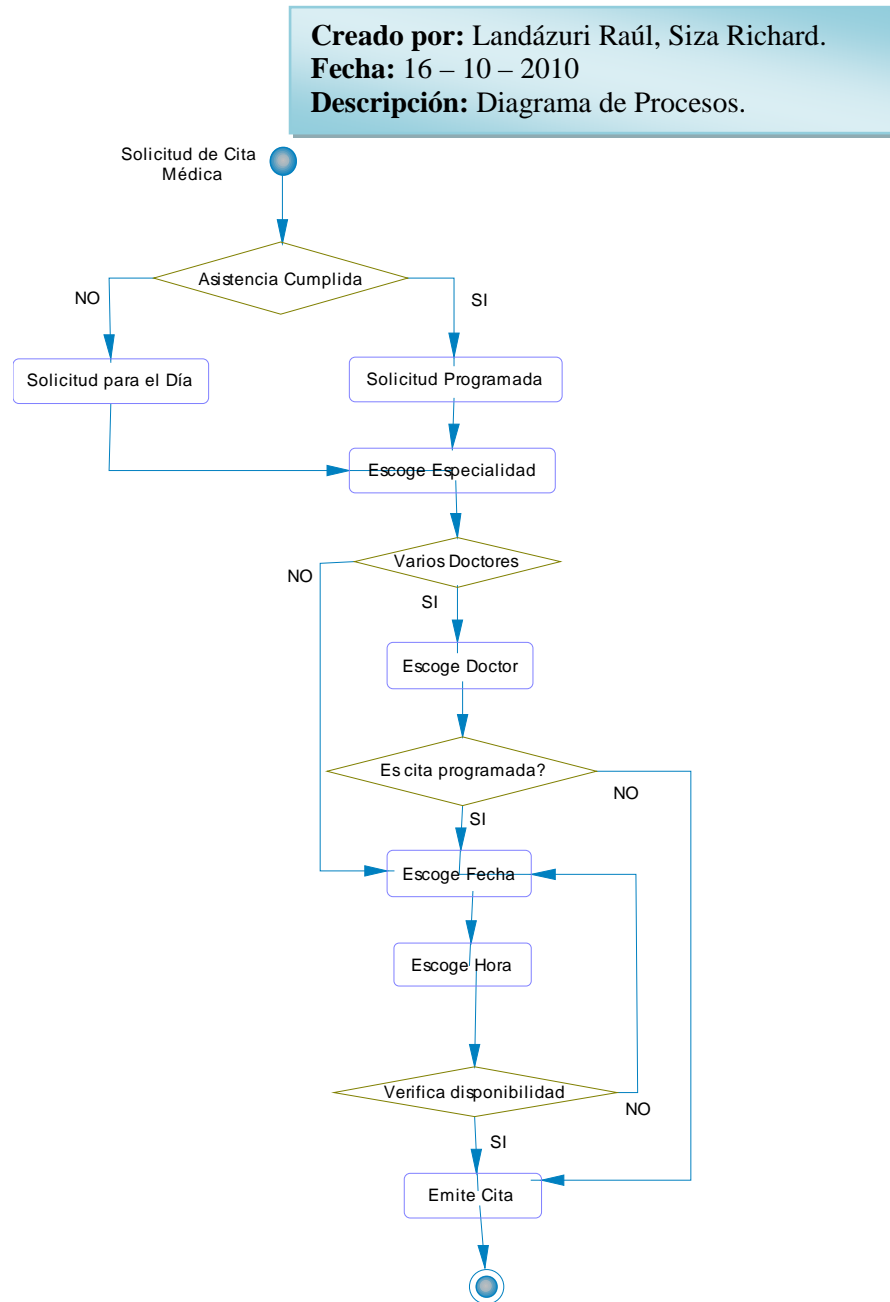 Creado por: Landázuri Raúl, Siza Richard.
Fecha: 16 – 10 – 2010
Descripción: Diagrama de Procesos.
Solicitud de Cita
Médica
Asistencia Cumplida
NO
SI
Solicitud para el Día
Solicitud Programada
Escoge Especialidad
Varios Doctores
NO
SI
Escoge Doctor
Es cita programada?
NO
SI
Escoge Fecha
Escoge Hora
Verifica disponibilidad
NO
SI
Emite Cita